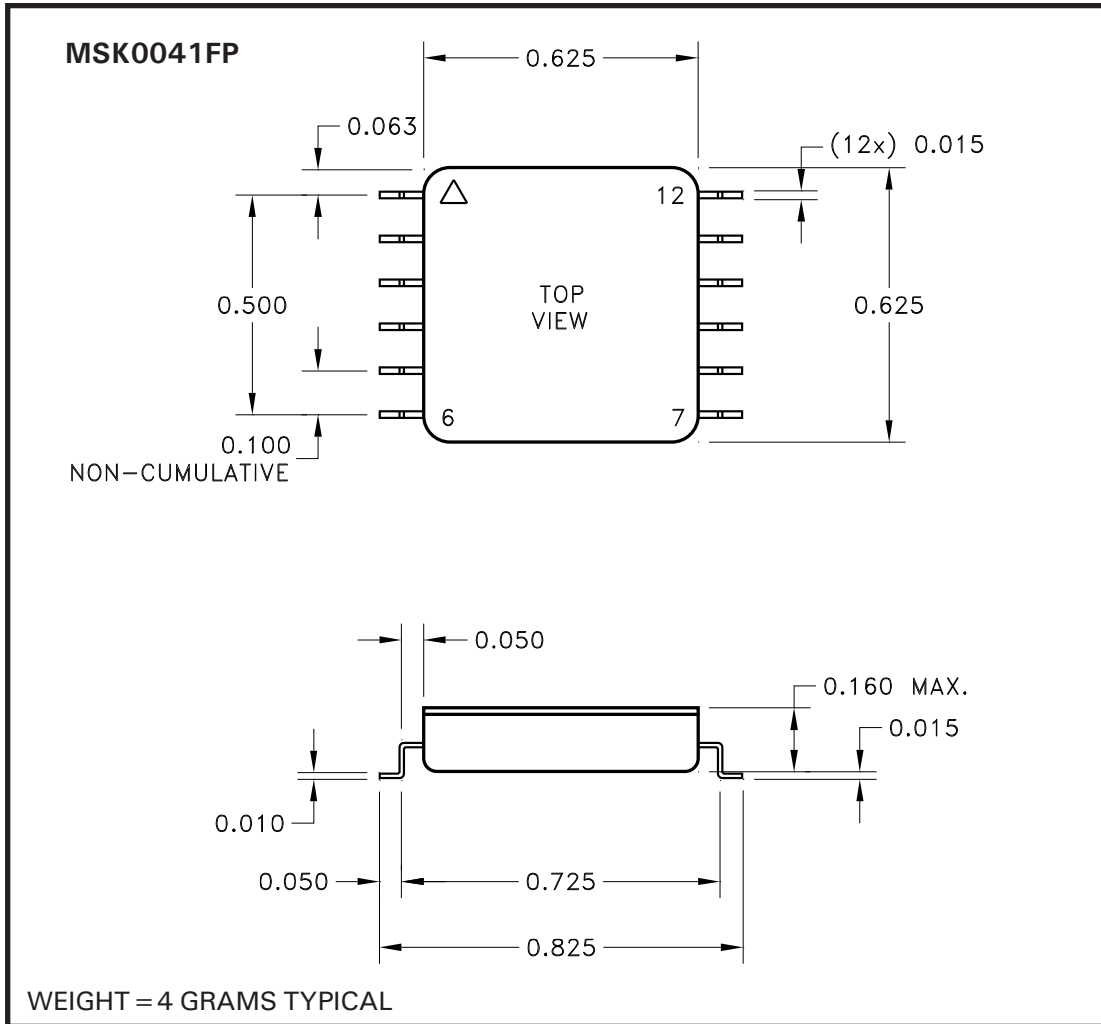 MSK0041FP
0.625
0.063
(12x) 0.015
12
0.500
TOP
VIEW
0.625
6
7
0.100
NON-CUMULATIVE
0.050
0.160 MAX.
0.015
0.010
0.050
0.725
0.825
WEIGHT = 4 GRAMS TYPICAL